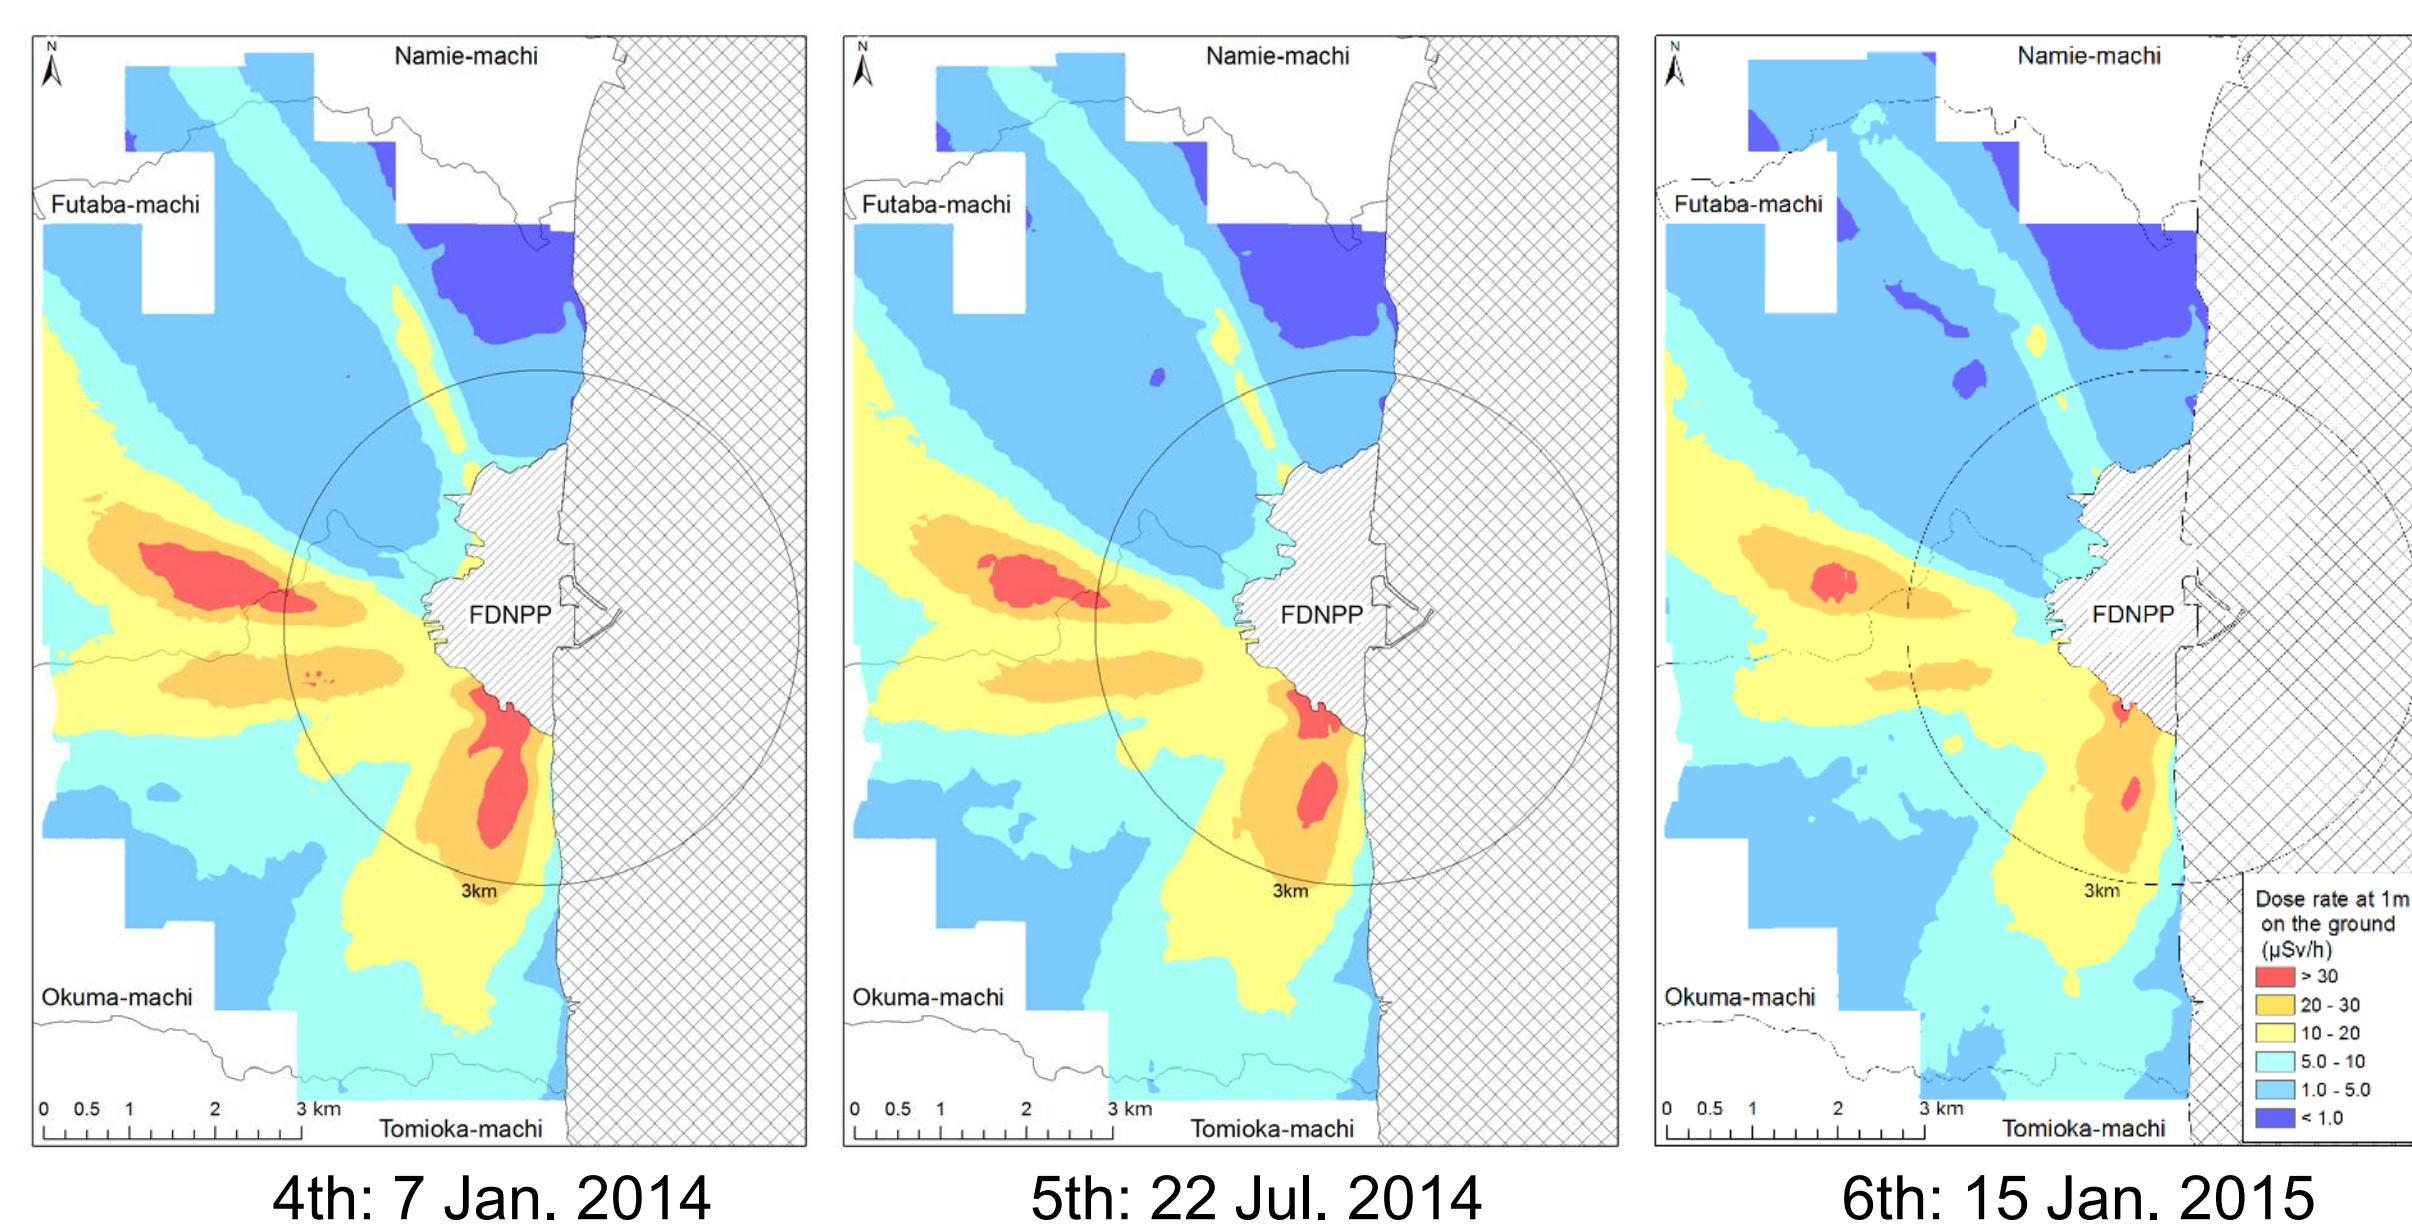 N
Namie-machi
Futaba-machi
FDNPP
3km
Okuma-machi
0 0.5 1 2 3 km
Tomioka-machi
4th: 7 Jan, 2014
N
Namie-machi
Futaba-machi
FDNPP
3km
Okuma-machi
0 0.5 1 2 3 km
Tomioka-machi
5th: 22 Jul, 2014
N
Namie-machi
Futaba-machi
FDNPP
3km
Okuma-machi
0 0.5 1 2 3 km
Tomioka-machi
Dose rate at 1m
on the ground
(μSv/h)
> 30
20 - 30
10 - 20
5.0 - 10
1.0 - 5.0
< 1.0
6th: 15 Jan, 2015